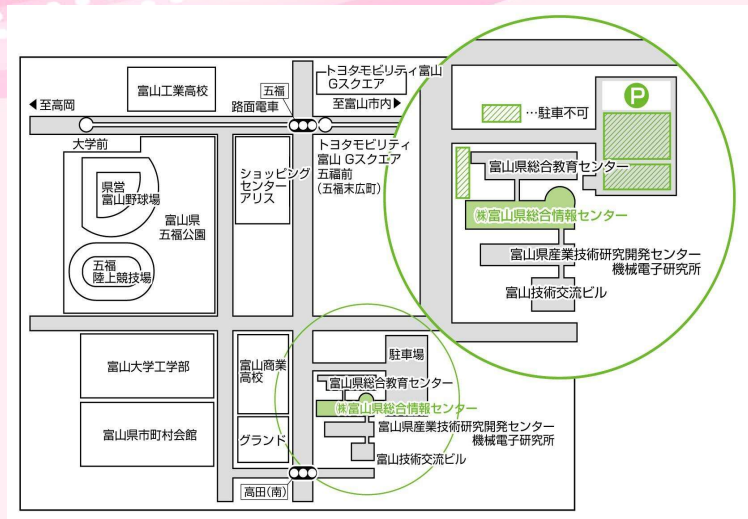 トヨタモビリティ富山
Gスクエア
富山工業高校
五福
◀至高岡
路面電車
至富山市内▶
大学前
トヨタモビリティ
富山 Gスクエア
五福前
(五福末広町)
ショッピング
センター
アリス
県営
富山野球場
富山県
五福公園
五福
陸上競技場
富山大学工学部
富山商業
高校
駐車場
富山県総合教育センター
㈱富山県総合情報センター
富山県市町村会館
グランド
富山県産業技術研究開発センター
機械電子研究所
富山技術交流ビル
高田(南)
P
…駐車不可
富山県総合教育センター
㈱富山県総合情報センター
富山県産業技術研究開発センター
機械電子研究所
富山技術交流ビル